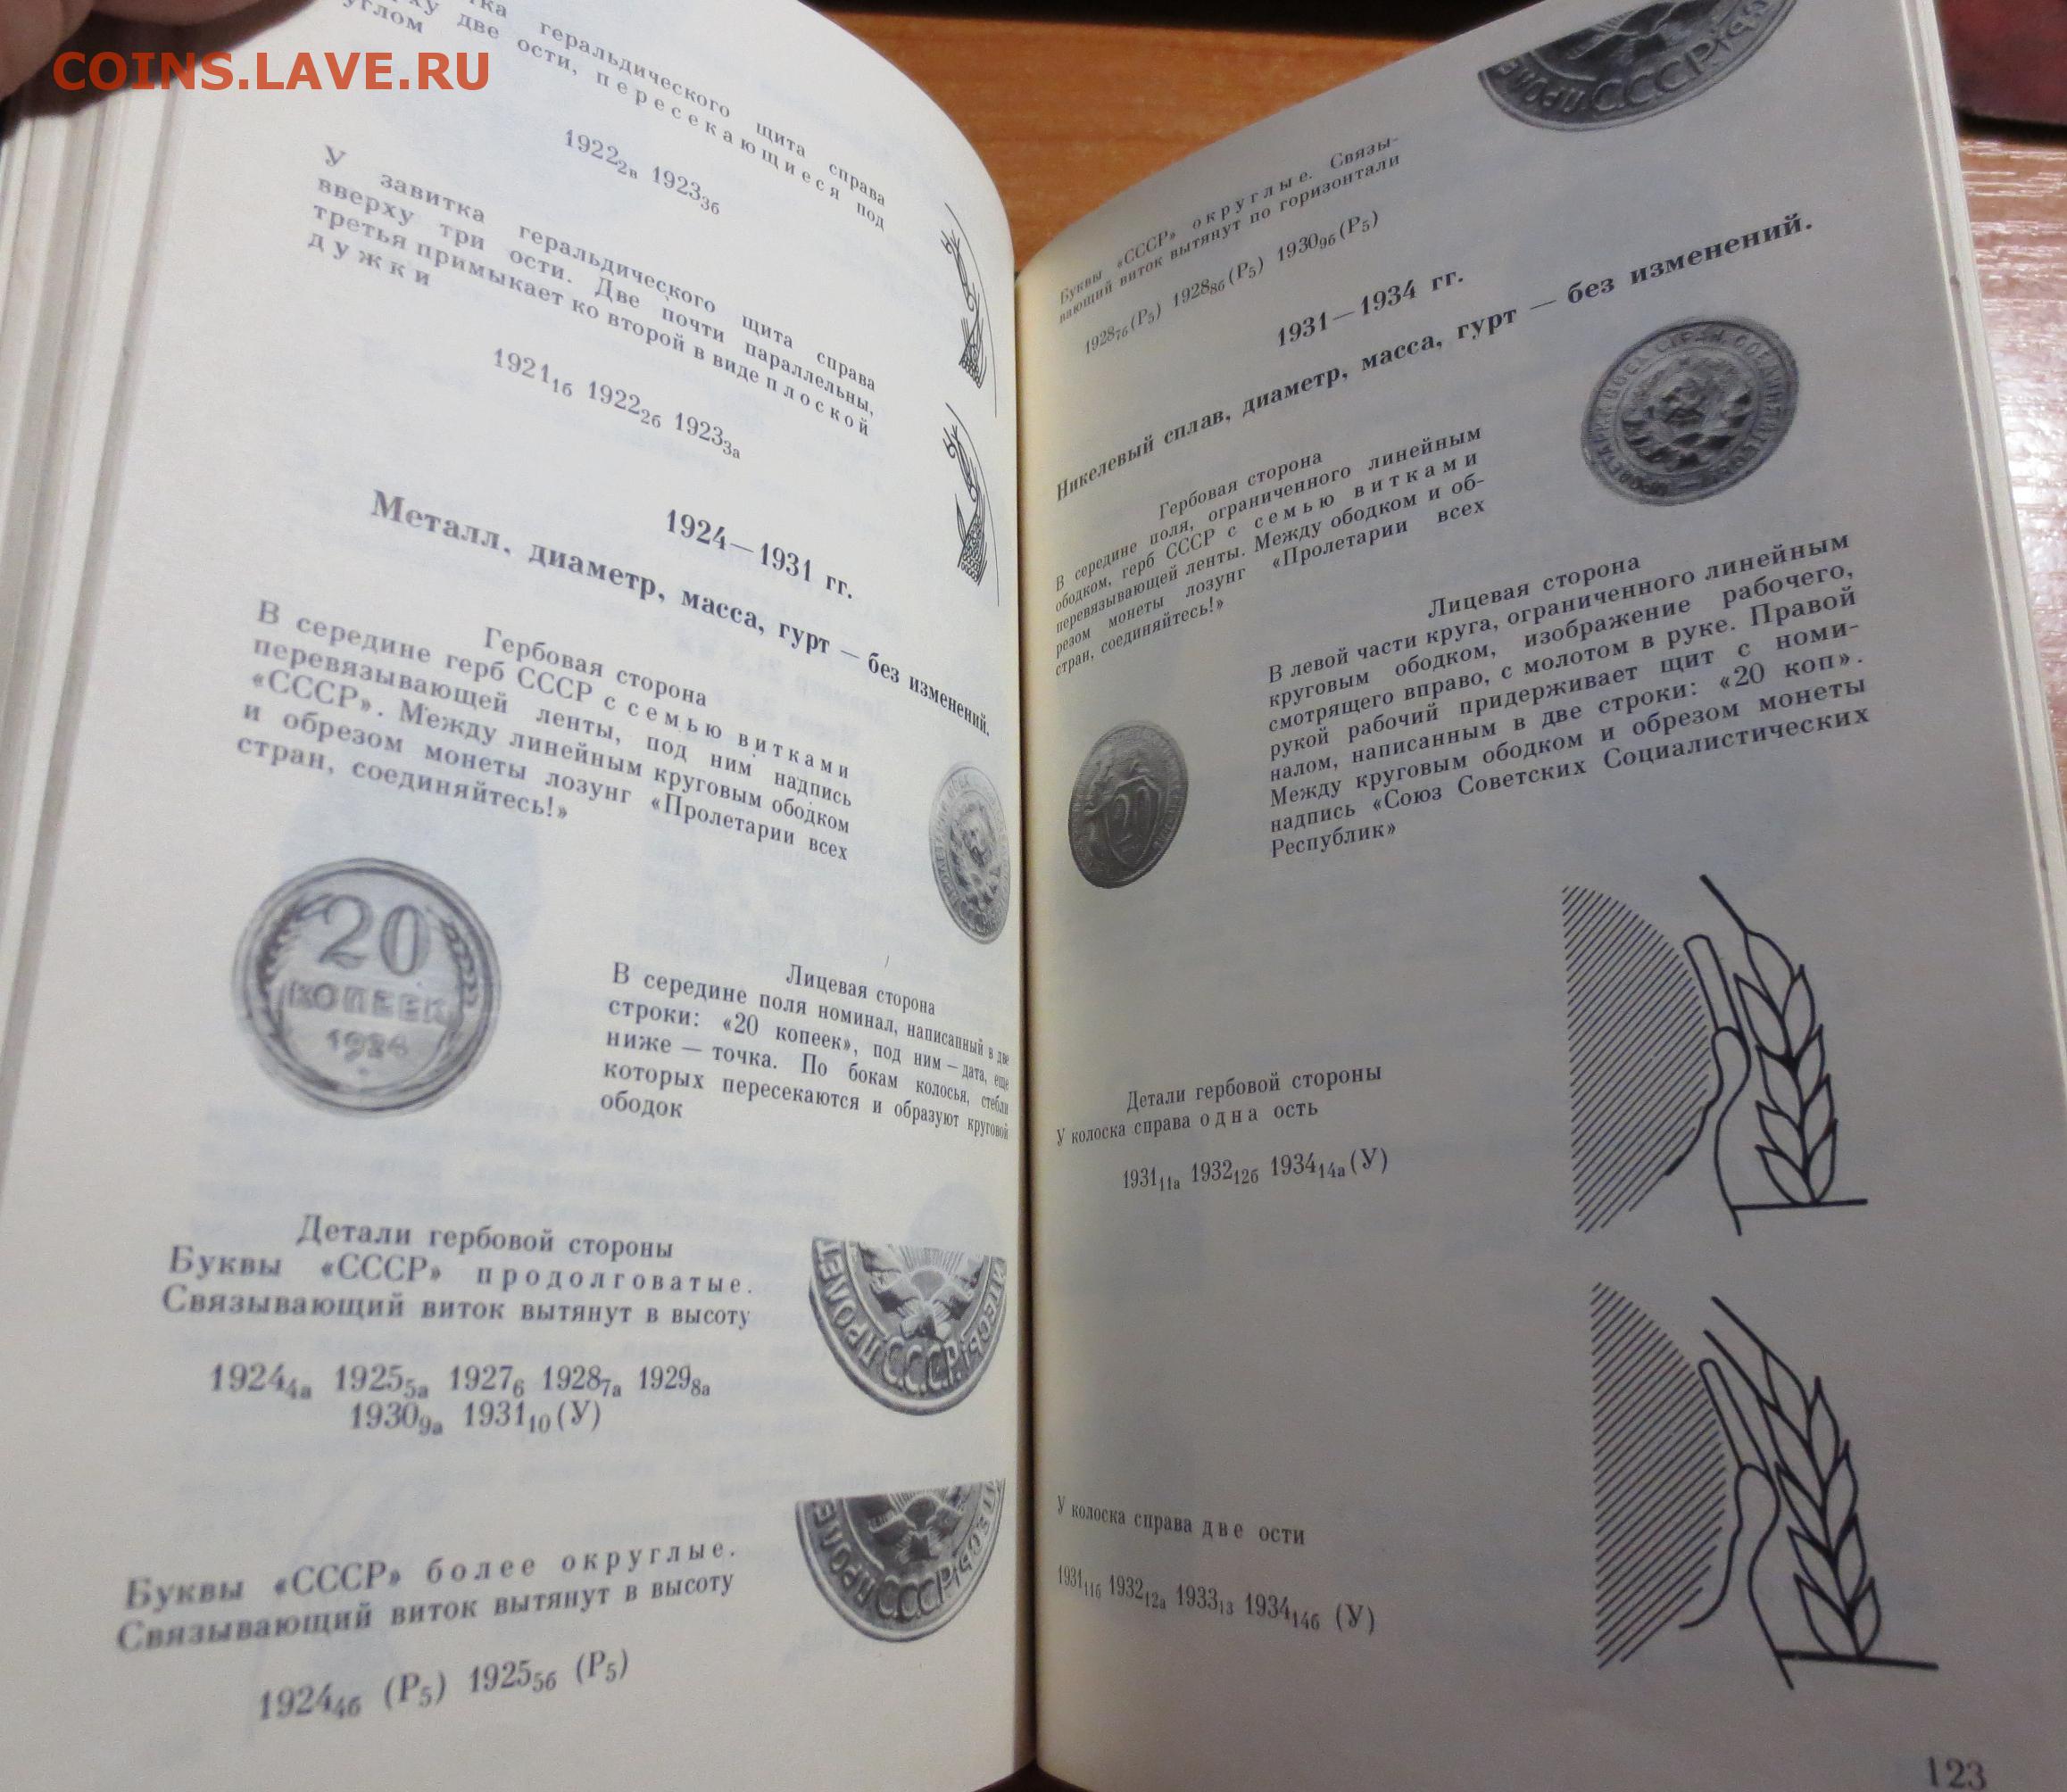 COINS.LAVE.RU
геральдического щита справа
две ости, пересекающиеся под
углом
1922₂в 1923₃б
У завитка геральдического щита справа
вверху три ости. Две почти параллельны,
третья примыкает ко второй в виде плоской
дужки
1921₁б 1922₂б 1923₃а
1924—1931 гг.
Металл, диаметр, масса, гурт — без изменений.
Гербовая сторона
В середине герб СССР с семью витками
перевязывающей ленты, под ним надпись
«СССР». Между линейным круговым ободком
и обрезом монеты лозунг «Пролетарии всех
стран, соединяйтесь!»
20
КОПЕЕК
1924
Лицевая сторона
В середине поля номинал, написанный в две
строки: «20 копеек», под ним — дата, еще
ниже — точка. По бокам колосья, стебли
которых пересекаются и образуют круговой
ободок
Детали гербовой стороны
Буквы «СССР» продолговатые.
Связывающий виток вытянут в высоту
1924₄а 1925₅а 1927₆ 1928₇а 1929₈а
1930₉а 1931₁₀(У)
Буквы «СССР» более округлые.
Связывающий виток вытянут в высоту
1924₄б (Р₅) 1925₅б (Р₅)
Буквы «СССР» округлые. Связы-
вающий виток вытянут по горизонтали
1928₇б(Р₅) 1928₈б(Р₅) 1930₉б(Р₅)
1931—1934 гг.
Никелевый сплав, диаметр, масса, гурт — без изменений.
Гербовая сторона
В середине поля, ограниченного линейным
ободком, герб СССР с семью витками
перевязывающей ленты. Между ободком и об-
резом монеты лозунг «Пролетарии всех
стран, соединяйтесь!»
Лицевая сторона
В левой части круга, ограниченного линейным
круговым ободком, изображение рабочего,
смотрящего вправо, с молотом в руке. Правой
рукой рабочий придерживает щит с номи-
налом, написанным в две строки: «20 коп».
Между круговым ободком и обрезом монеты
надпись «Союз Советских Социалистических
Республик»
20
Детали гербовой стороны
У колоска справа одна ость
1931₁₁а 1932₁₂б 1934₁₄а(У)
У колоска справа две ости
1931₁₁б 1932₁₂а 1933₁₃ 1934₁₄б (У)
123